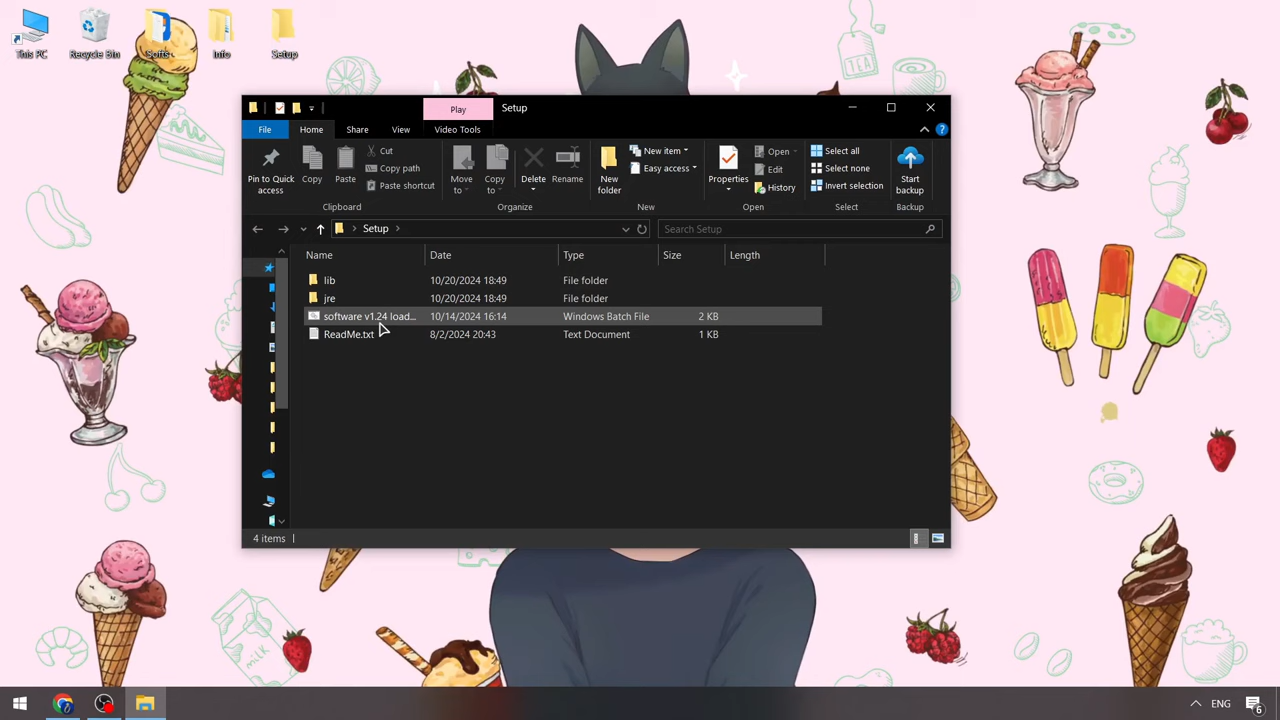 This PC
Recycle Bin
Softs
Info
Setup
Play
Setup
File
Home
Share
View
Video Tools
Pin to Quick access
Copy
Paste
Cut
Copy path
Paste shortcut
Move to
Copy to
Delete
Rename
New folder
New item
Easy access
Properties
Open
Edit
History
Select all
Select none
Invert selection
Start backup
Clipboard
Organize
New
Open
Select
Backup
Setup
Search Setup
Name
Date
Type
Size
Length
lib
10/20/2024 18:49
File folder
jre
10/20/2024 18:49
File folder
software v1.24 load...
10/14/2024 16:14
Windows Batch File
2 KB
ReadMe.txt
8/2/2024 20:43
Text Document
1 KB
4 items
TEA
MILK
ENG
6